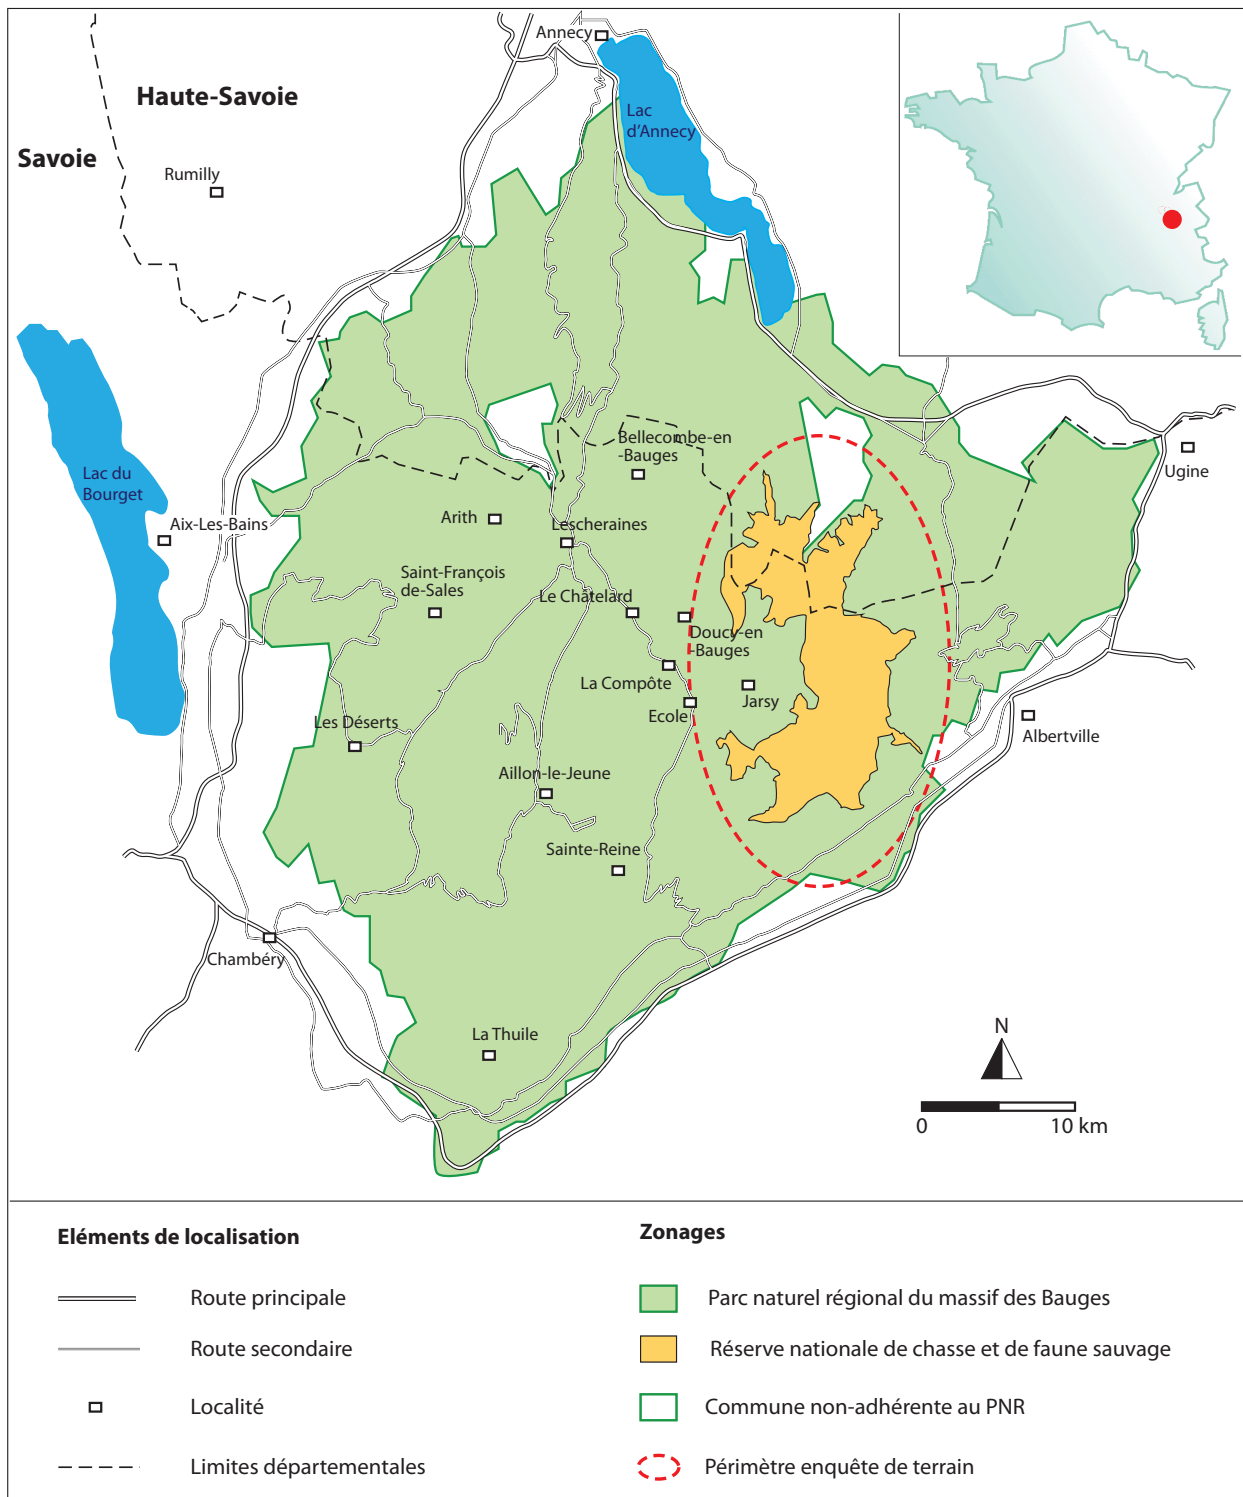 Annecy
Haute-Savoie
Lac
d'Annecy
Savoie
Rumilly
Bellecombe-en
-Bauges
Ugine
Lac du
Bourget
Aix-Les-Bains
Arith
Lescheraines
Saint-François
de-Sales
Le Châtelard
Doucy-en
-Bauges
La Compôte
Jarsy
Ecole
Les Déserts
Albertville
Aillon-le-Jeune
Sainte-Reine
Chambéry
La Thuile
N
0 10 km
Eléments de localisation
Route principale
Route secondaire
Localité
Limites départementales
Zonages
Parc naturel régional du massif des Bauges
Réserve nationale de chasse et de faune sauvage
Commune non-adhérente au PNR
Périmètre enquête de terrain